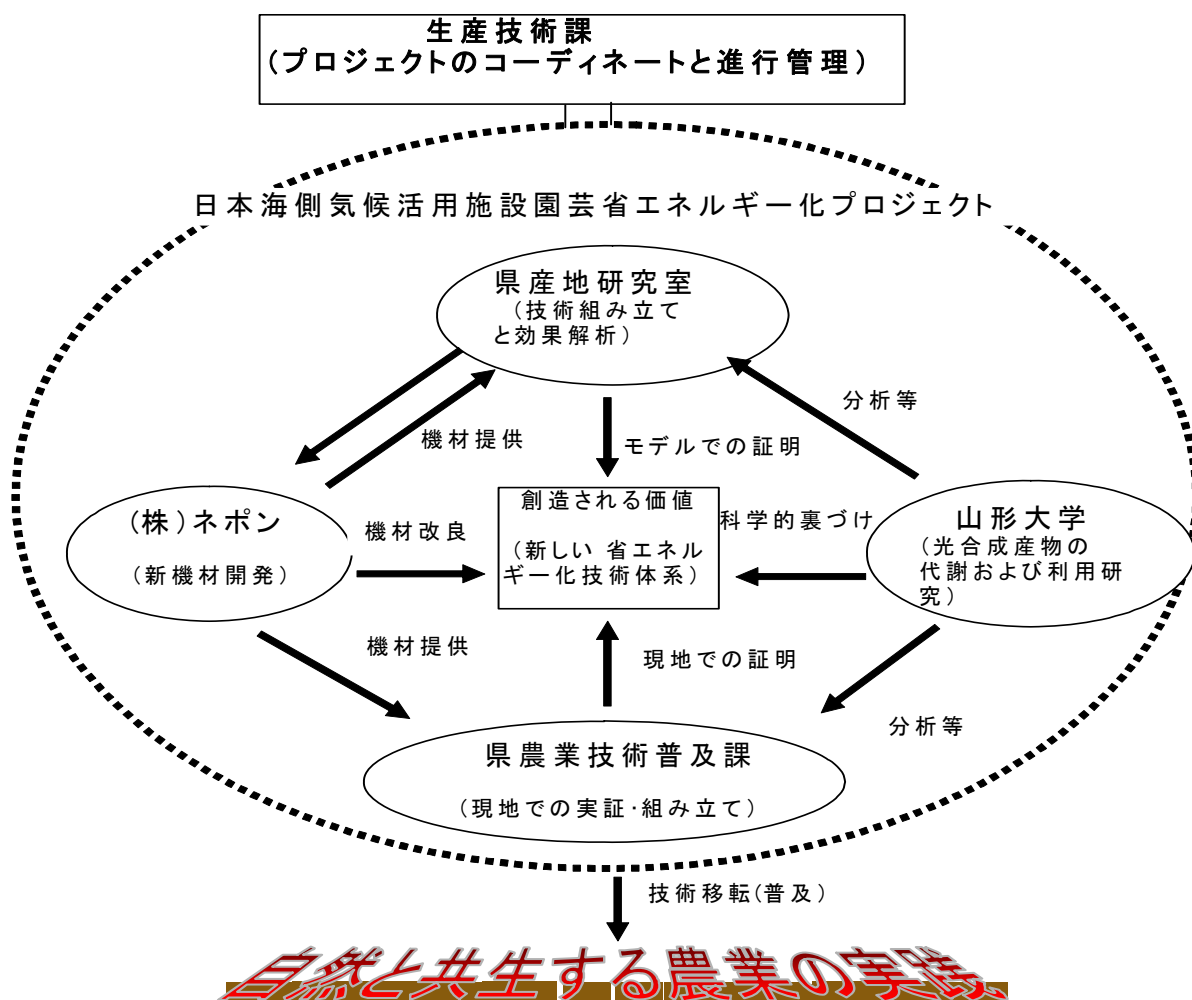 生産技術課
(プロジェクトのコーディネートと進行管理)
日本海側気候活用施設園芸省エネルギー化プロジェクト
県産地研究室
(技術組み立て
と効果解析)
分析等
機材提供
モデルでの証明
(株)ネポン
(新機材開発)
機材改良
創造される価値
(新しい 省エネル
ギー化技術体系)
科学的裏づけ
山形大学
(光合成産物の
代謝および利用研
究)
機材提供
現地での証明
分析等
県農業技術普及課
(現地での実証・組み立て)
技術移転(普及)
自然と共生する農業の実践